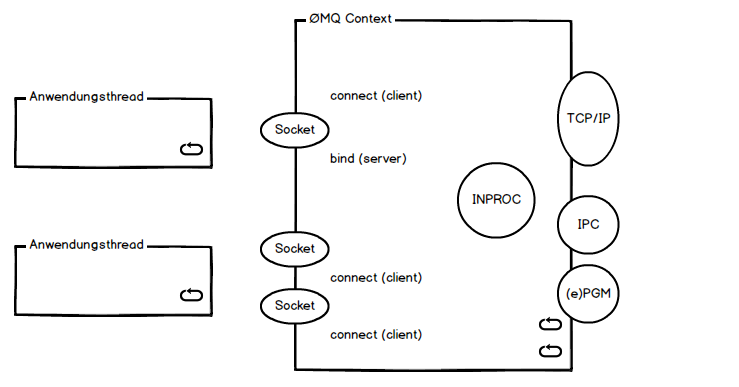 ØMQ Context
connect (client)
Anwendungsthread
TCP/IP
Socket
bind (server)
INPROC
IPC
Anwendungsthread
Socket
connect (client)
(e)PGM
Socket
connect (client)